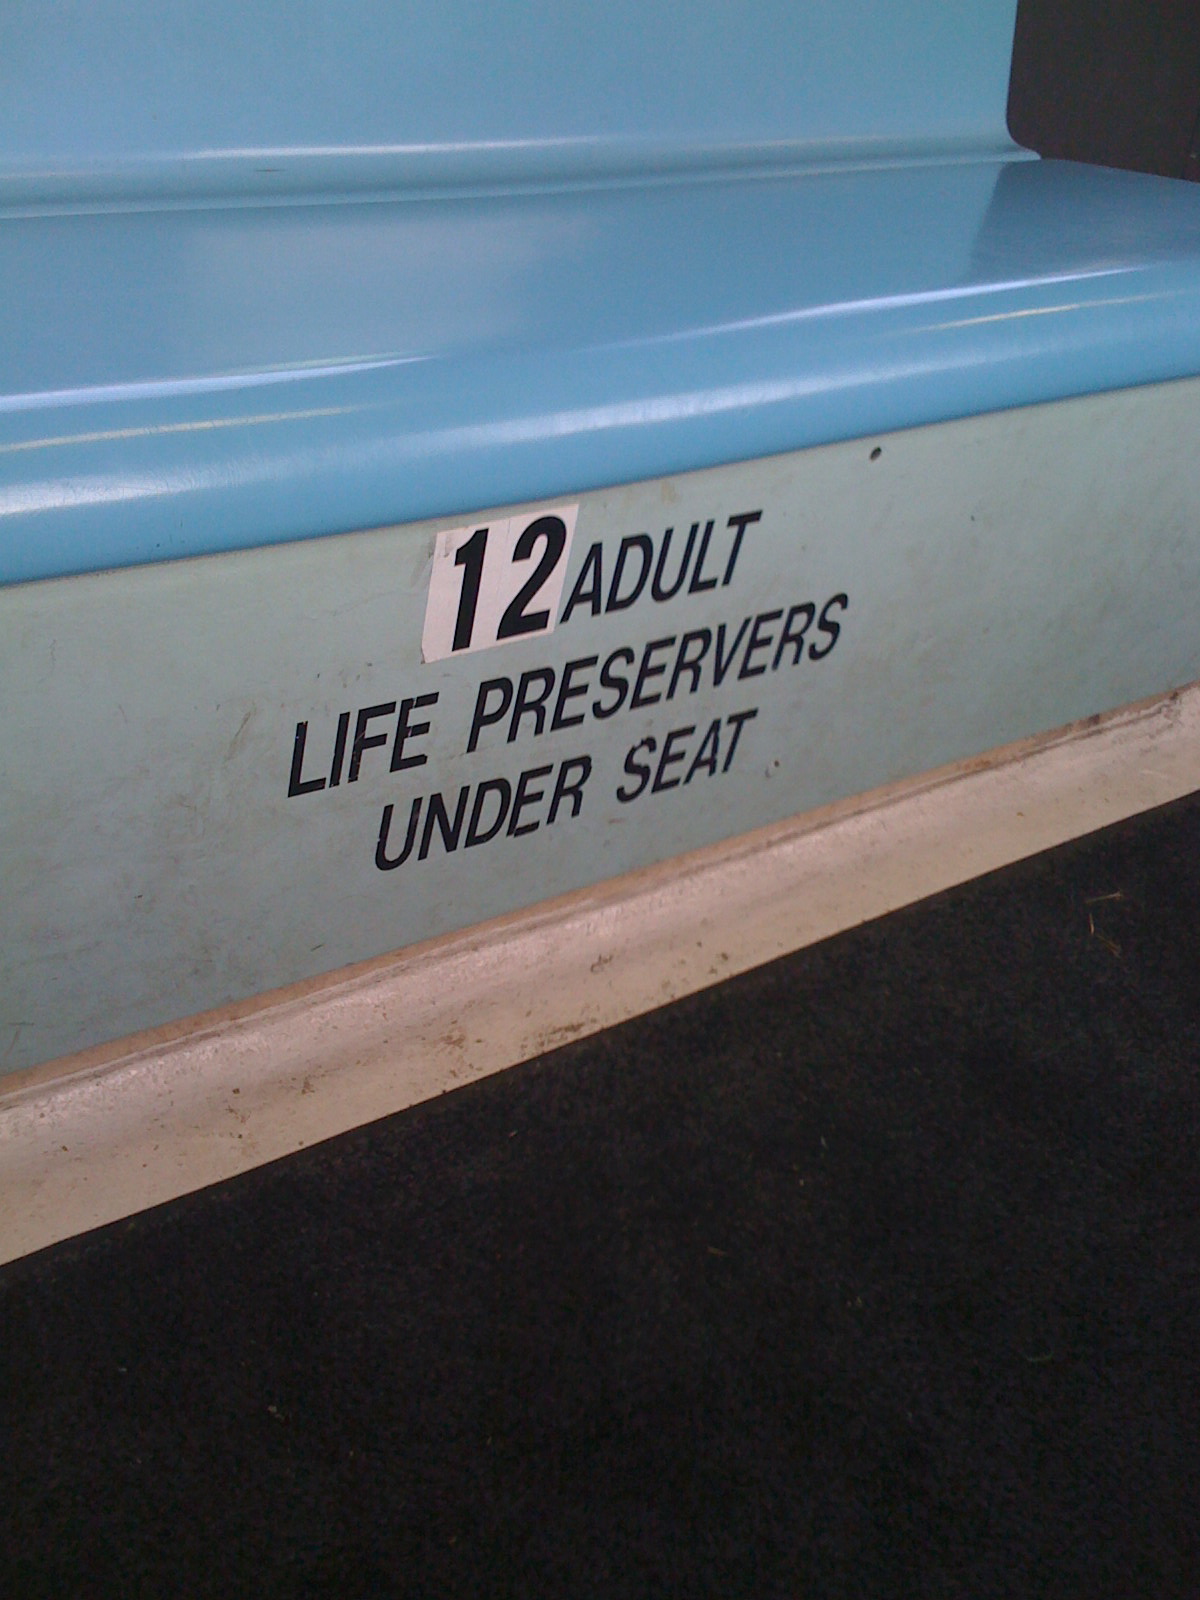 12 ADULT
LIFE PRESERVERS
UNDER SEAT